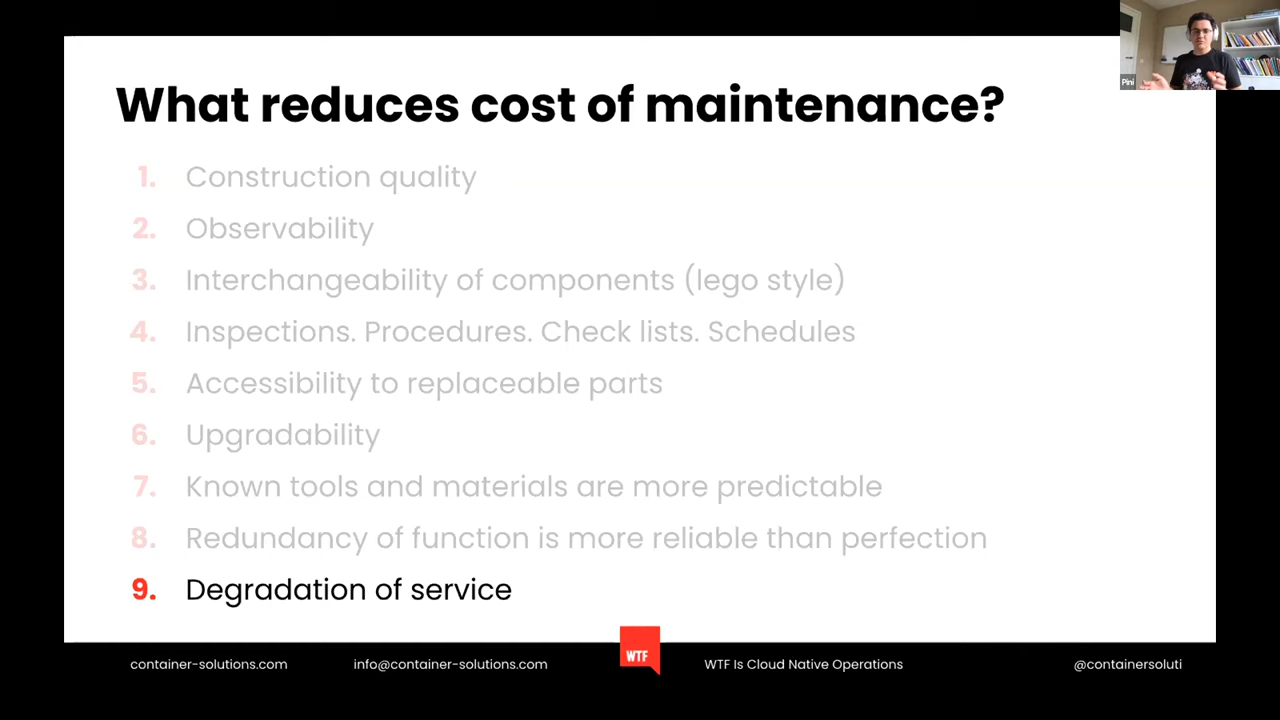 What reduces cost of maintenance?
1. Construction quality
2. Observability
3. Interchangeability of components (lego style)
4. Inspections. Procedures. Check lists. Schedules
5. Accessibility to replaceable parts
6. Upgradability
7. Known tools and materials are more predictable
8. Redundancy of function is more reliable than perfection
9. Degradation of service
Pini
container-solutions.com
info@container-solutions.com
WTF
WTF Is Cloud Native Operations
@containersoluti